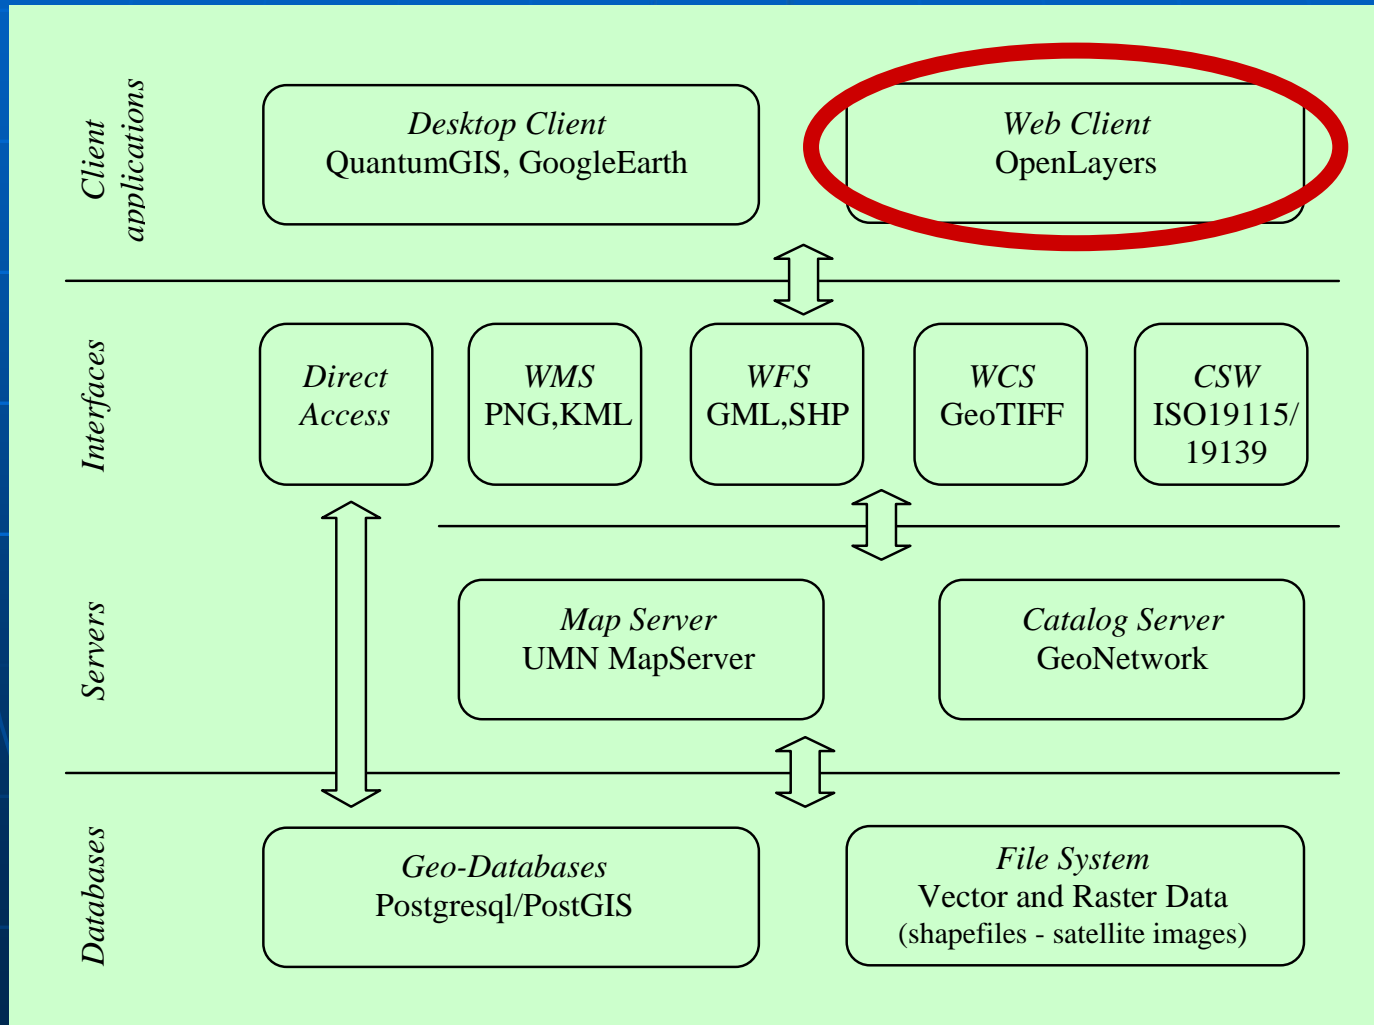 Client
applications
Desktop Client
QuantumGIS, GoogleEarth
Web Client
OpenLayers
Interfaces
Direct
Access
WMS
PNG,KML
WFS
GML,SHP
WCS
GeoTIFF
CSW
ISO19115/
19139
Servers
Map Server
UMN MapServer
Catalog Server
GeoNetwork
Databases
Geo-Databases
Postgresql/PostGIS
File System
Vector and Raster Data
(shapefiles - satellite images)